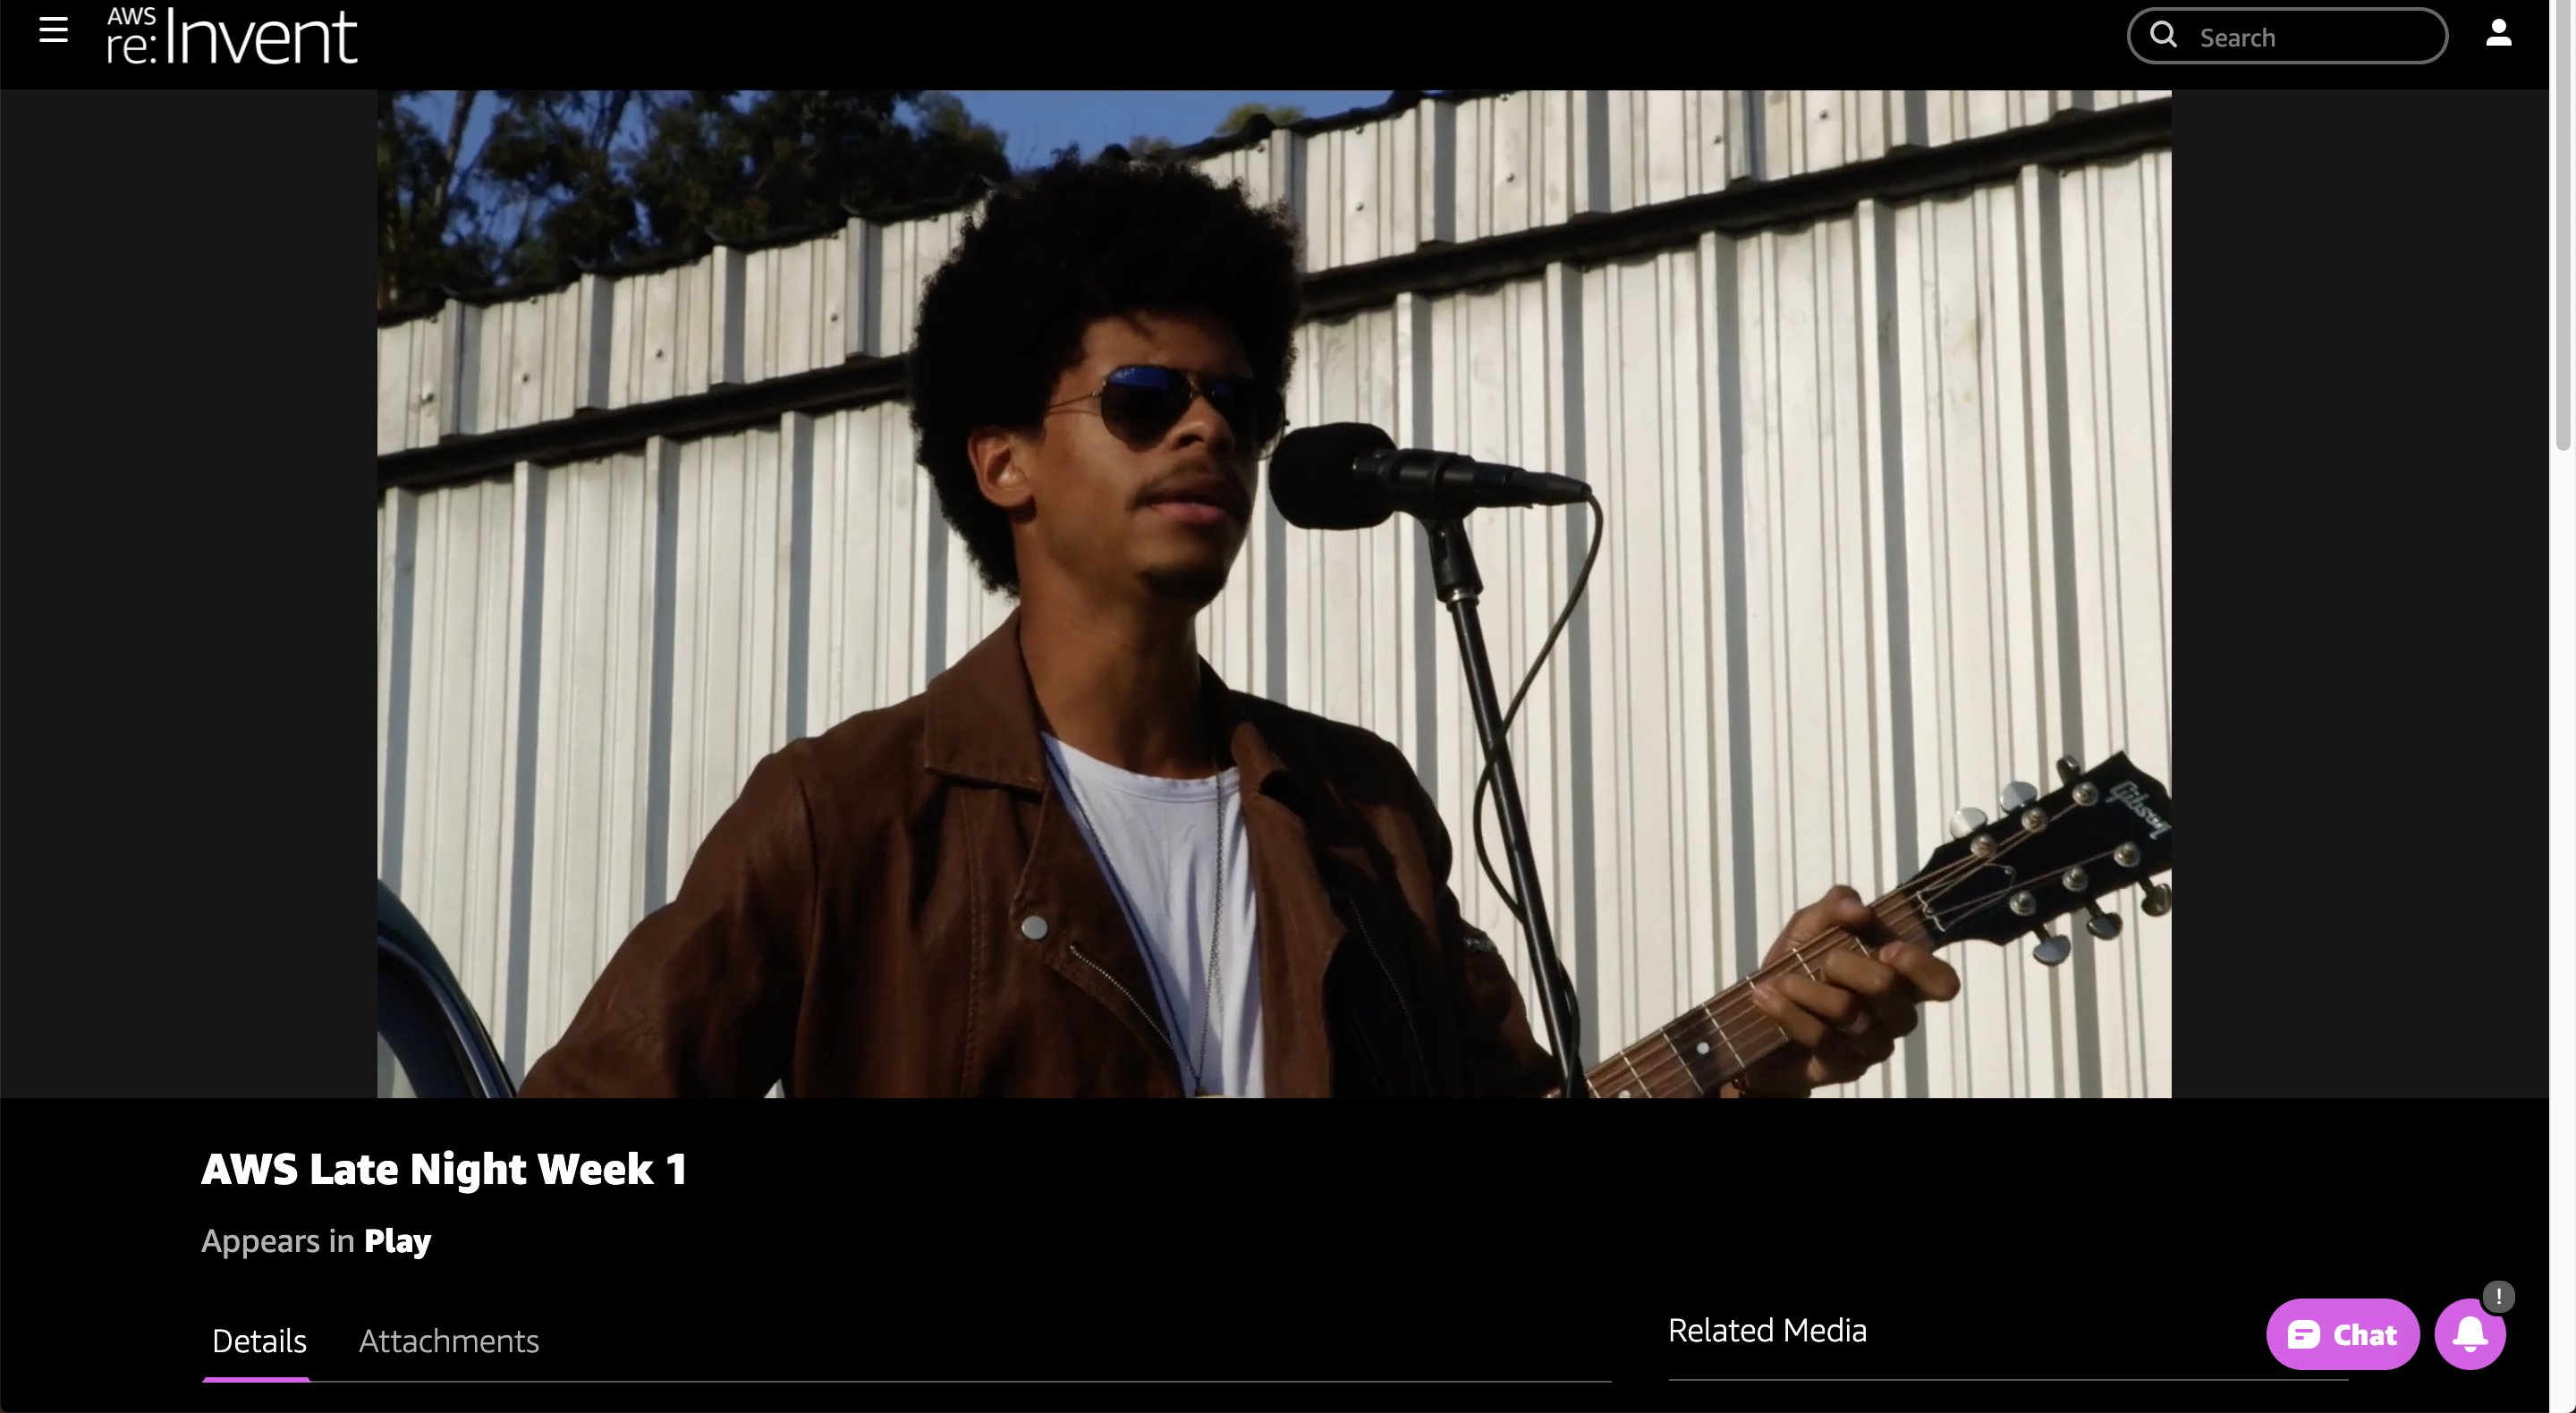 AWS
re:Invent
Search
Gibson
AWS Late Night Week 1
Appears in Play
Details
Attachments
Related Media
Chat
!